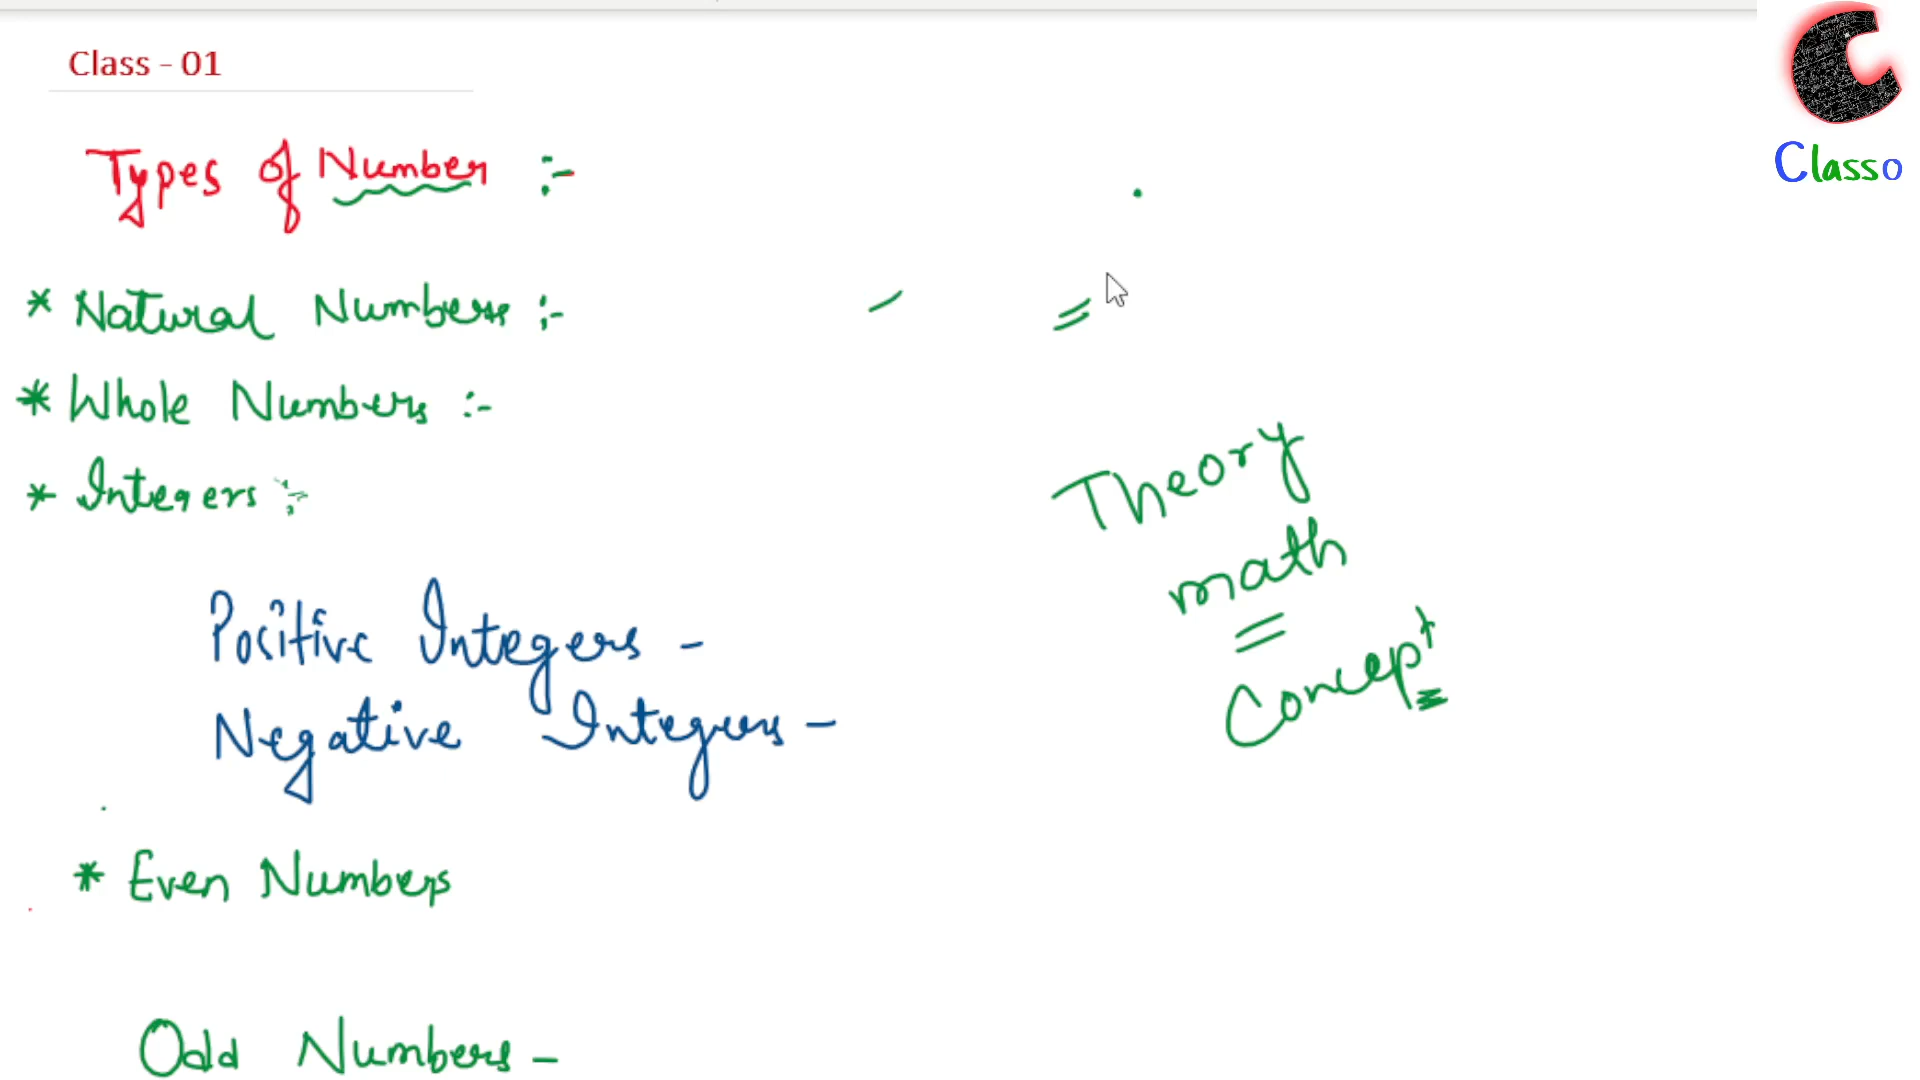 Class - 01
Classo
Types of Number :-
* Natural Numbers :-
* Whole Numbers :-
* Integers :-
Theory
math
=
Concept
Positive Integers -
Negative Integers -
* Even Numbers
Odd Numbers -